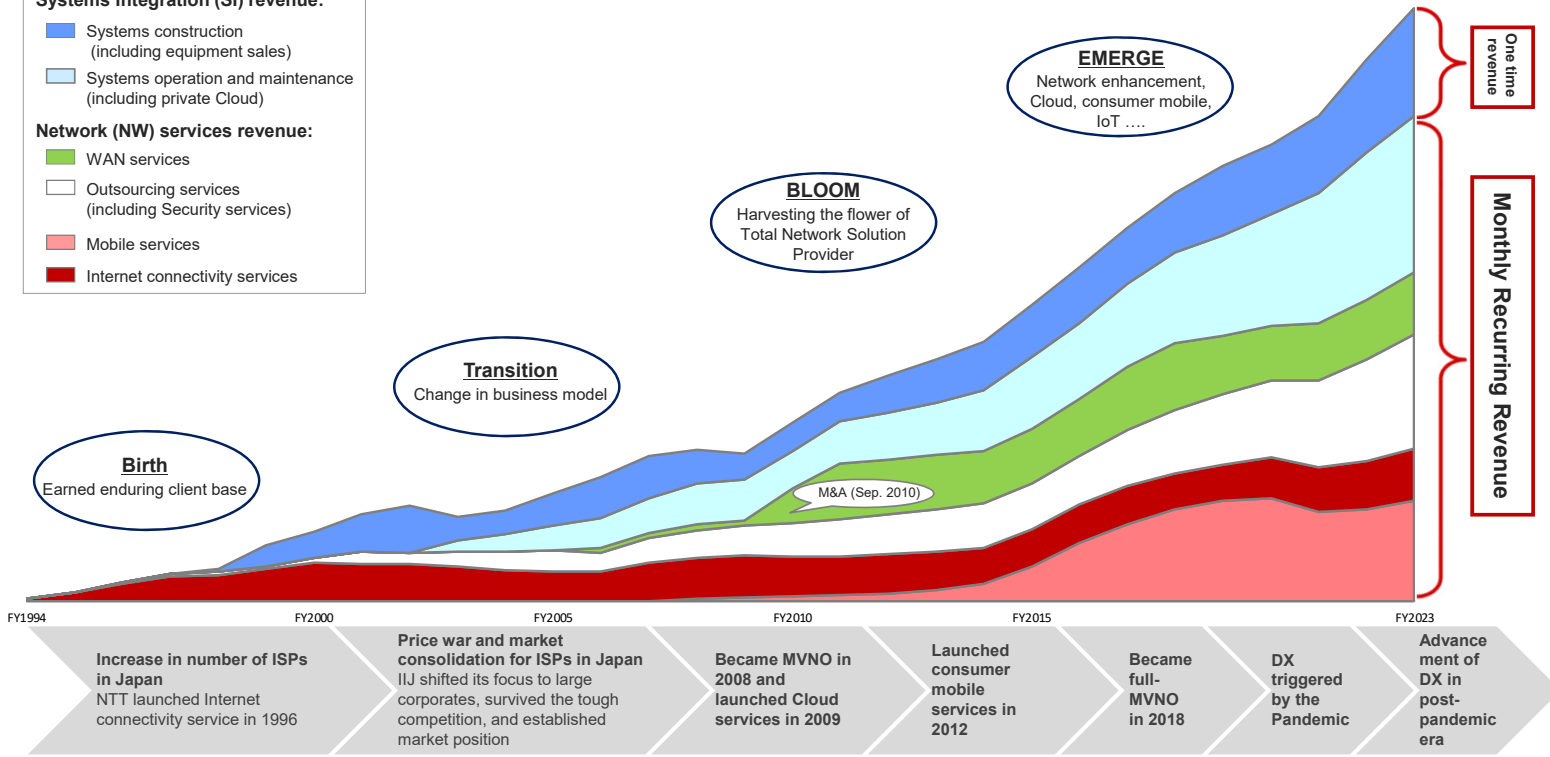 Systems Integration (SI) revenue:
Systems construction
(including equipment sales)
Systems operation and maintenance
(including private Cloud)
Network (NW) services revenue:
WAN services
Outsourcing services
(including Security services)
Mobile services
Internet connectivity services
Birth
Earned enduring client base
Transition
Change in business model
BLOOM
Harvesting the flower of
Total Network Solution
Provider
EMERGE
Network enhancement,
Cloud, consumer mobile,
IoT ….
M&A (Sep. 2010)
One time
revenue
Monthly Recurring Revenue
FY1994
FY2000
FY2005
FY2010
FY2015
FY2023
Increase in number of ISPs
in Japan
NTT launched Internet
connectivity service in 1996
Price war and market
consolidation for ISPs in Japan
IIJ shifted its focus to large
corporates, survived the tough
competition, and established
market position
Became MVNO in
2008 and
launched Cloud
services in 2009
Launched
consumer
mobile
services in
2012
Became
full-
MVNO
in 2018
DX
triggered
by the
Pandemic
Advance
ment of
DX in
post-
pandemic
era